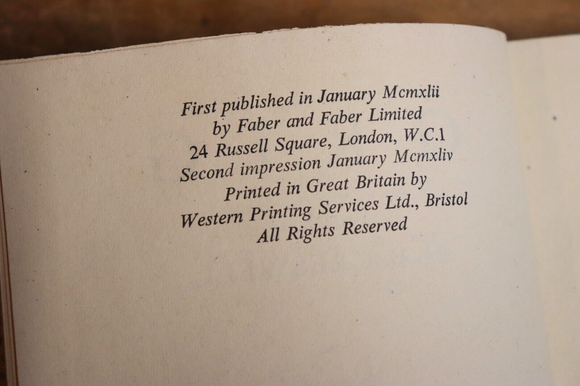 First published in January Mcmxlii
by Faber and Faber Limited
24 Russell Square, London, W.C.1
Second impression January Mcmxliv
Printed in Great Britain by
Western Printing Services Ltd., Bristol
All Rights Reserved